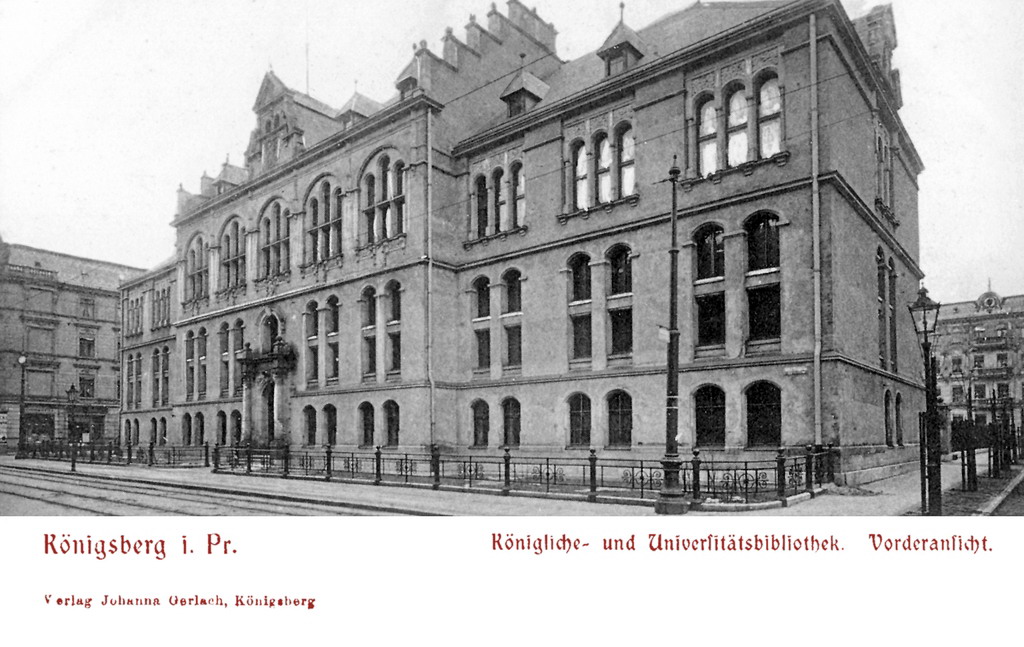 Königsberg i. Pr.
Königliche- und Universitätsbibliothek. Vorderansicht.
Verlag Johanna Gerlach, Königsberg